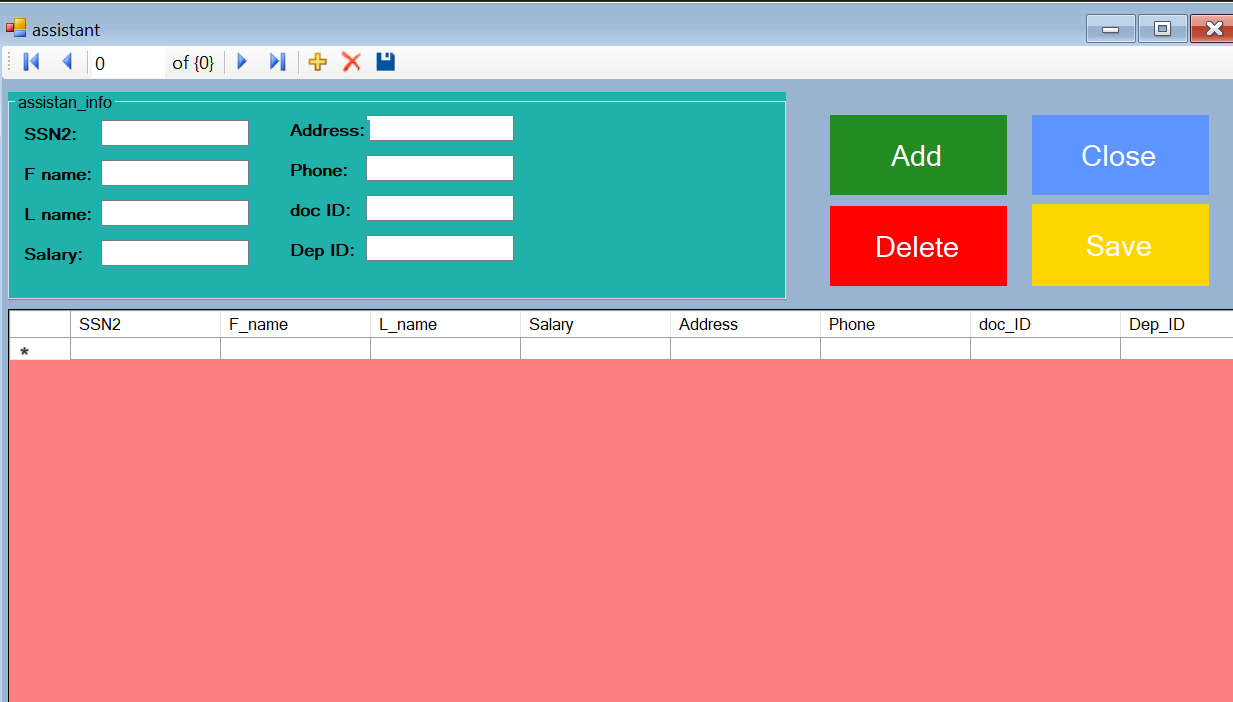 assistant
0 of {0}
assistan_info
SSN2:
F name:
L name:
Salary:
Address:
Phone:
doc ID:
Dep ID:
Add
Close
Delete
Save
SSN2 F_name L_name Salary Address Phone doc_ID Dep_ID
*